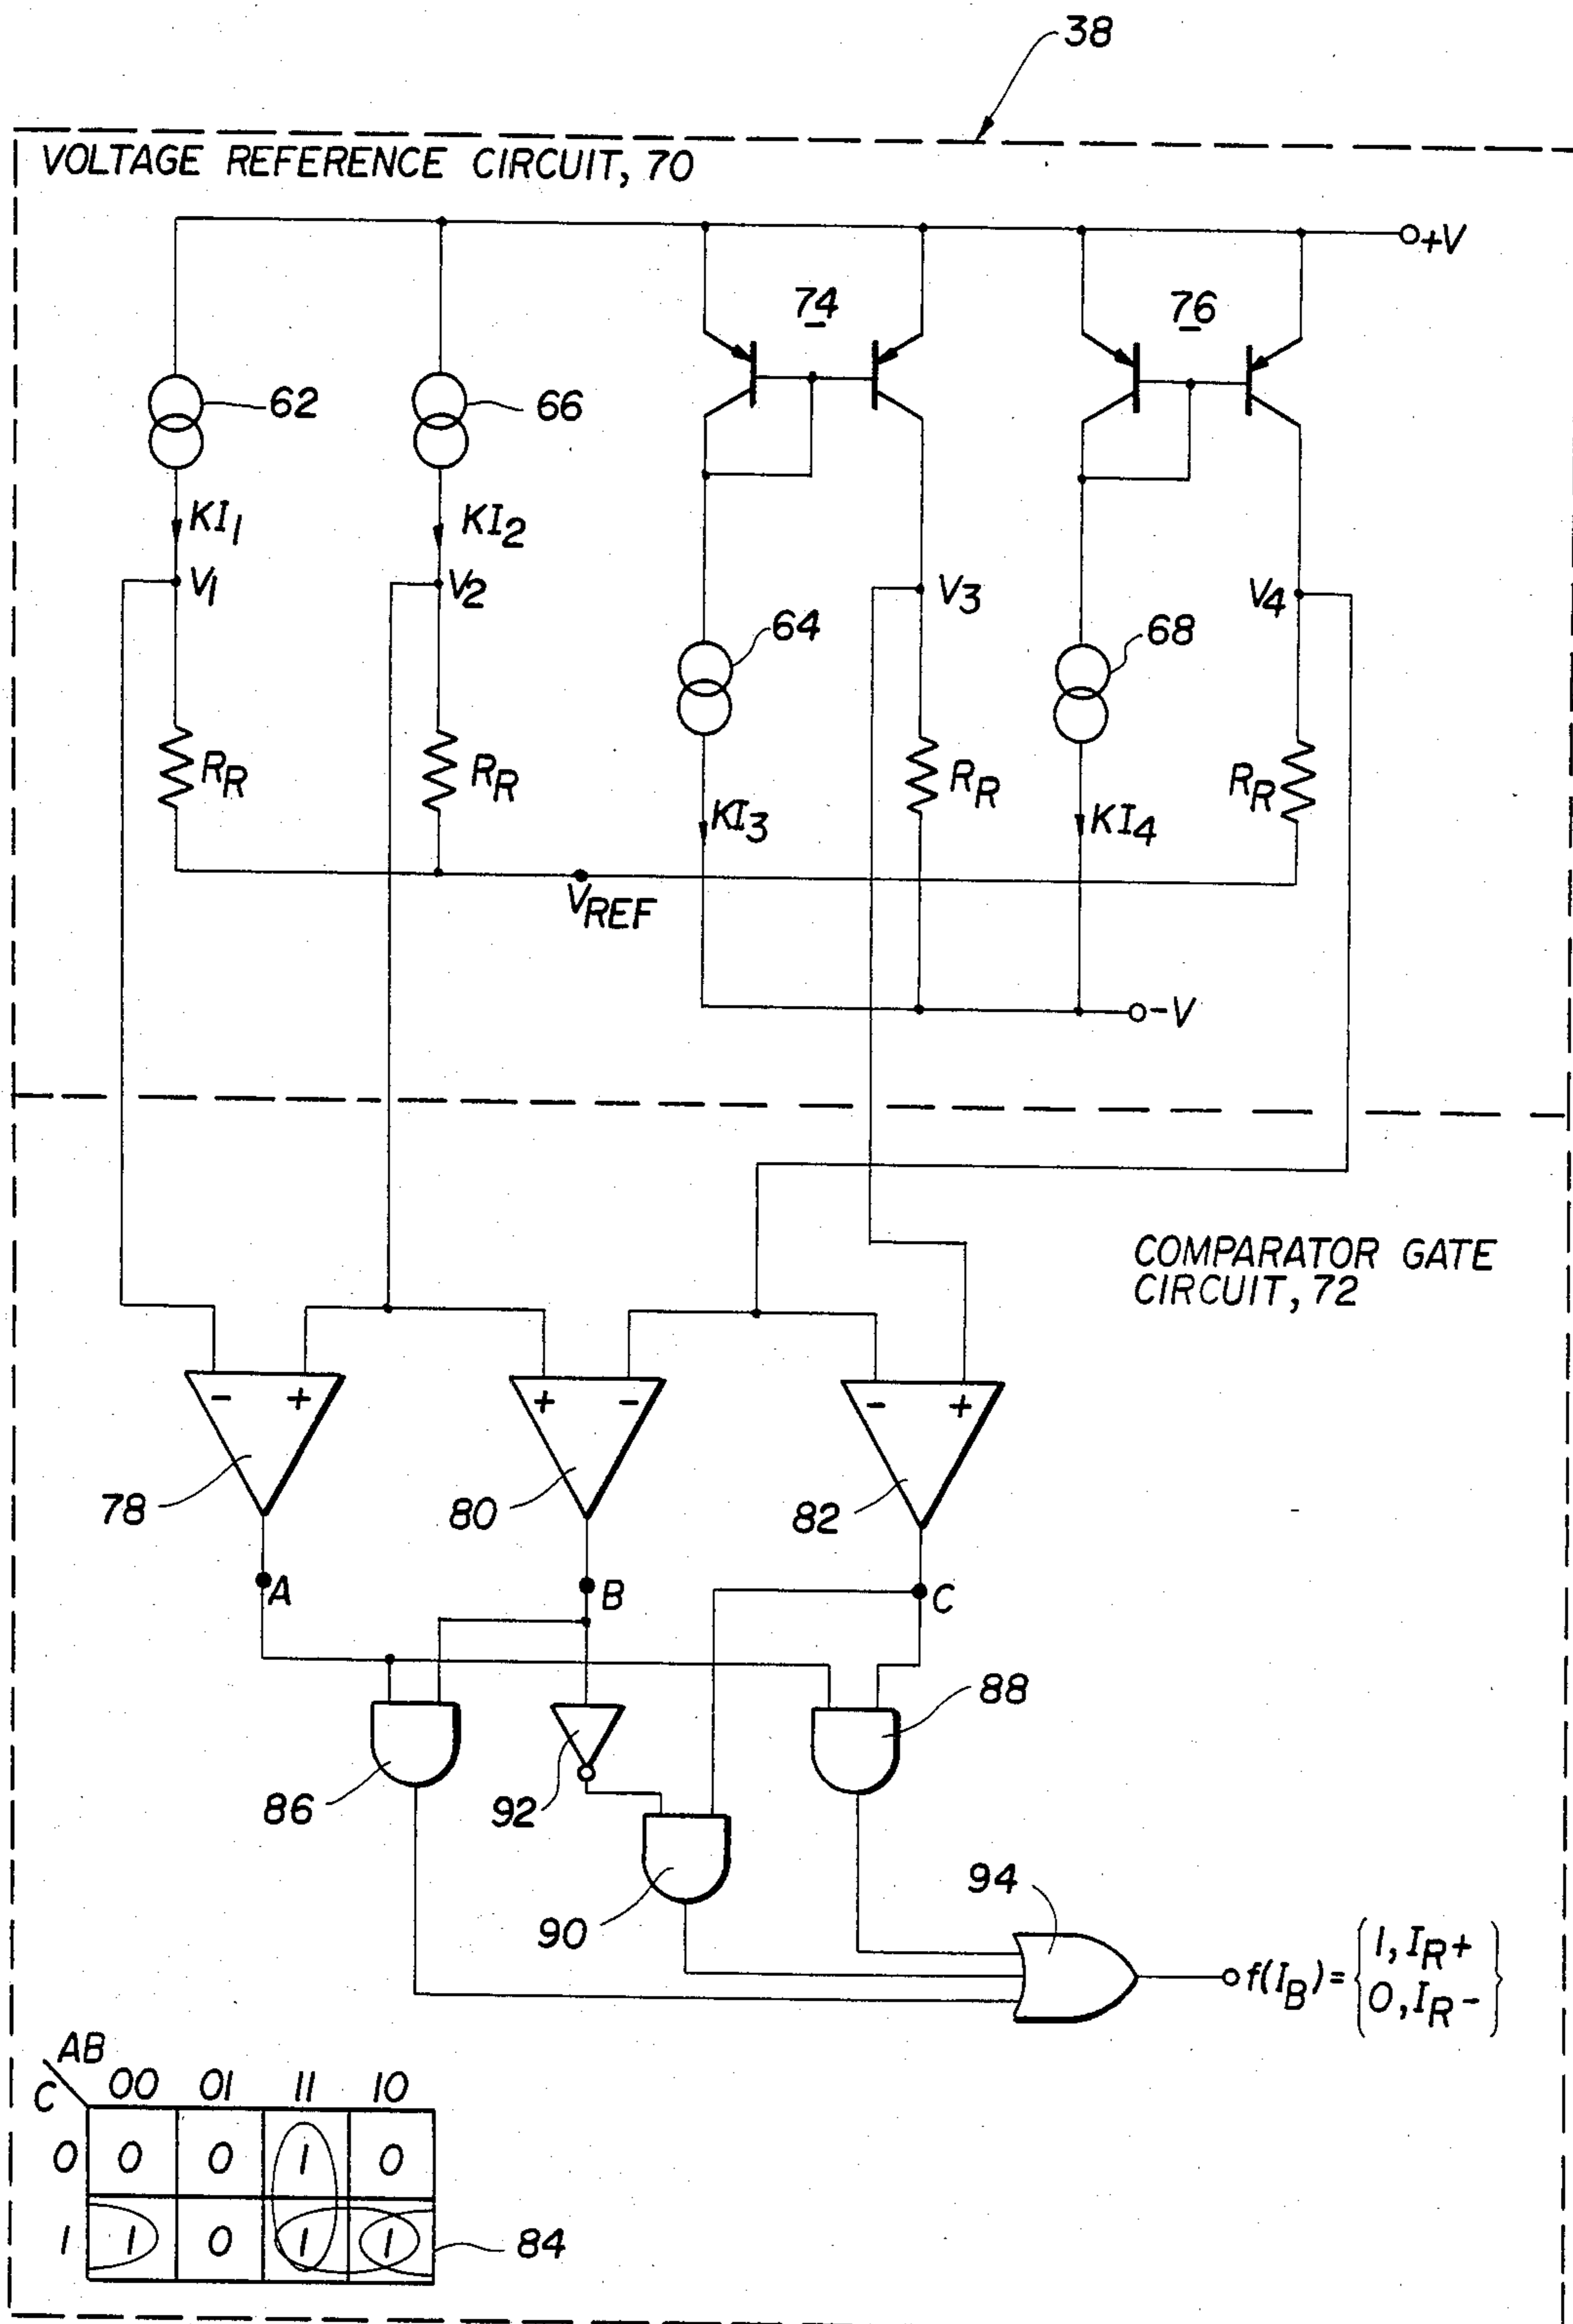 38
VOLTAGE REFERENCE CIRCUIT, 70
+V
74
76
62
66
KI1
KI2
V1
V2
V3
V4
64
68
RR
RR
RR
RR
KI3
KI4
VREF
-V
COMPARATOR GATE
CIRCUIT, 72
- +
+ -
- +
78
80
82
A
B
C
88
86
92
90
94
f(IB) = { 1, IR+
0, IR- }
AB
C
00 01 11 10
0 0 0 1 0
1 1 0 1 1
84